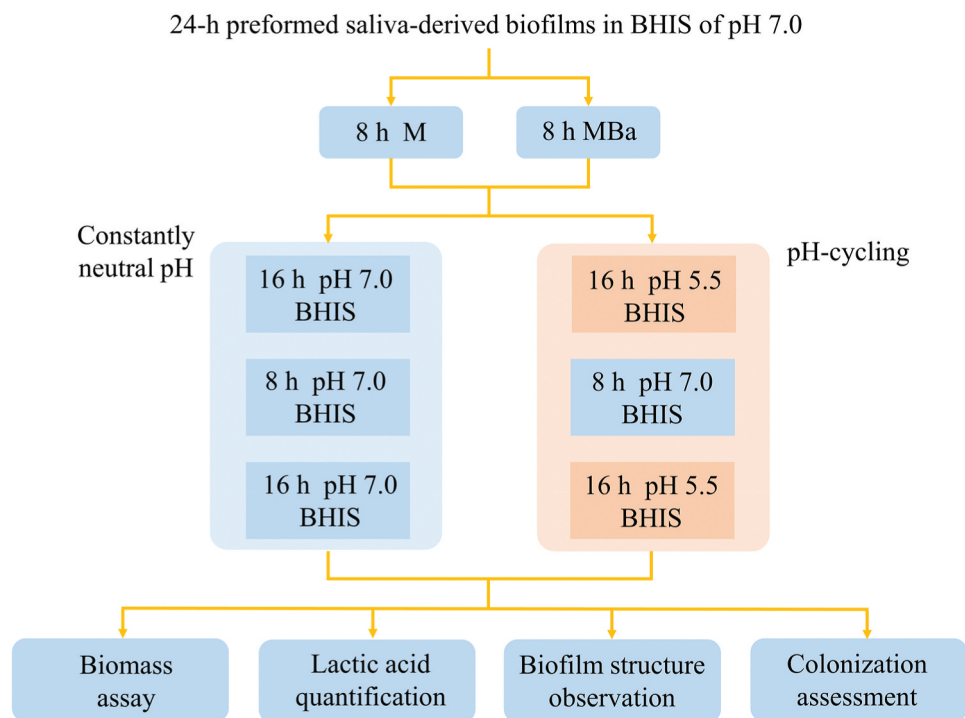 24-h preformed saliva-derived biofilms in BHIS of pH 7.0
8 h M
8 h MBa
Constantly
neutral pH
pH-cycling
16 h pH 7.0
BHIS
8 h pH 7.0
BHIS
16 h pH 7.0
BHIS
16 h pH 5.5
BHIS
8 h pH 7.0
BHIS
16 h pH 5.5
BHIS
Biomass
assay
Lactic acid
quantification
Biofilm structure
observation
Colonization
assessment